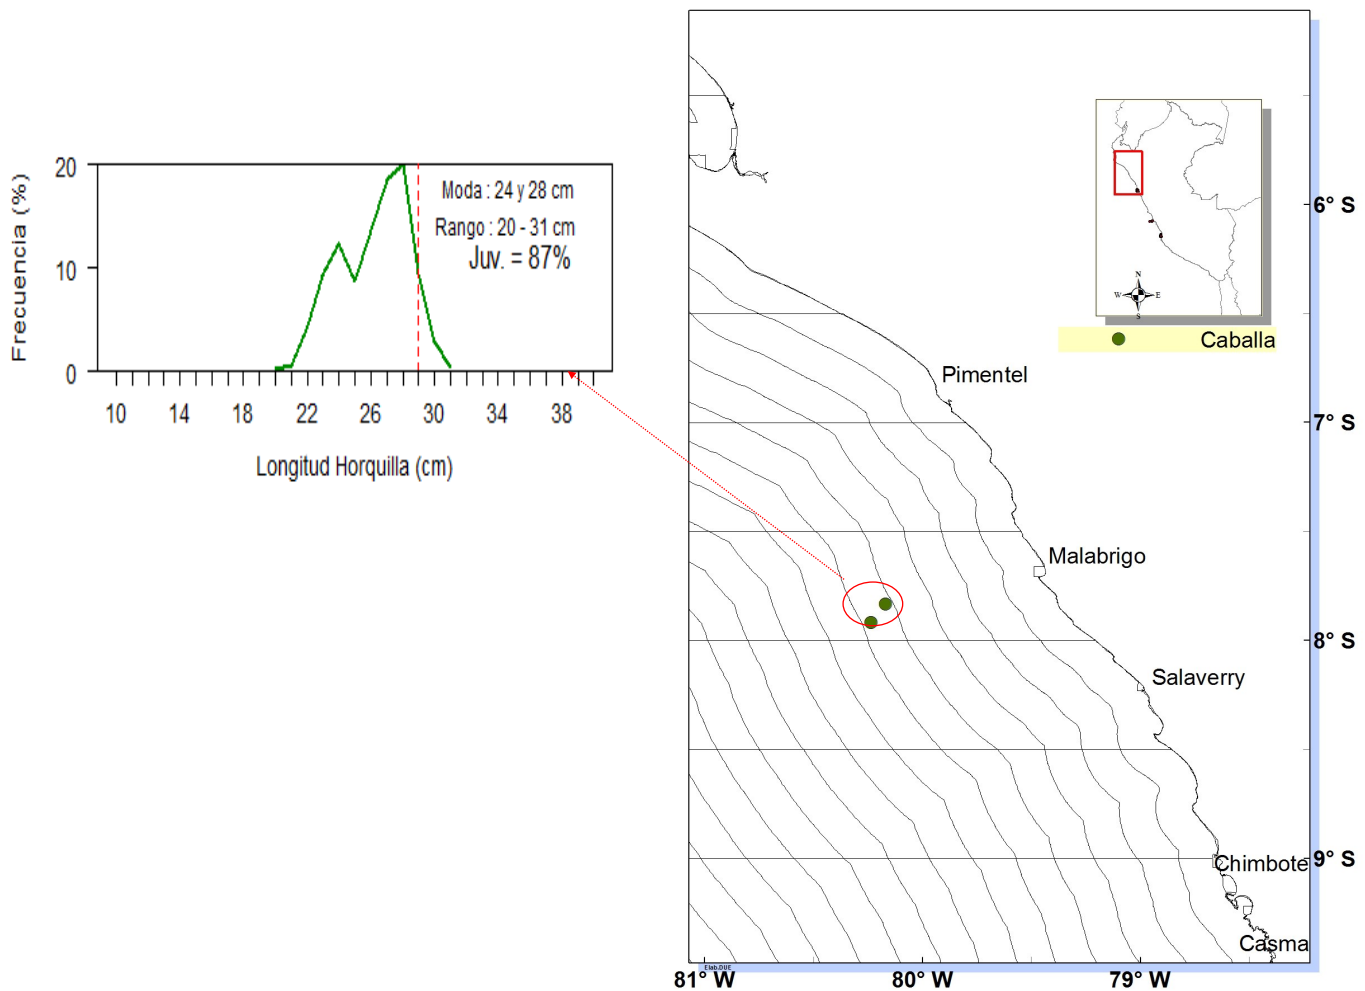 20
10
0
Frecuencia (%)
Moda : 24 y 28 cm
Rango : 20 - 31 cm
Juv. = 87%
10 14 18 22 26 30 34 38
Longitud Horquilla (cm)
N
W E
S
Caballa
Pimentel
Malabrigo
Salaverry
Chimbote
Casma
6° S
7° S
8° S
9° S
Elab.DUE
81° W 80° W 79° W